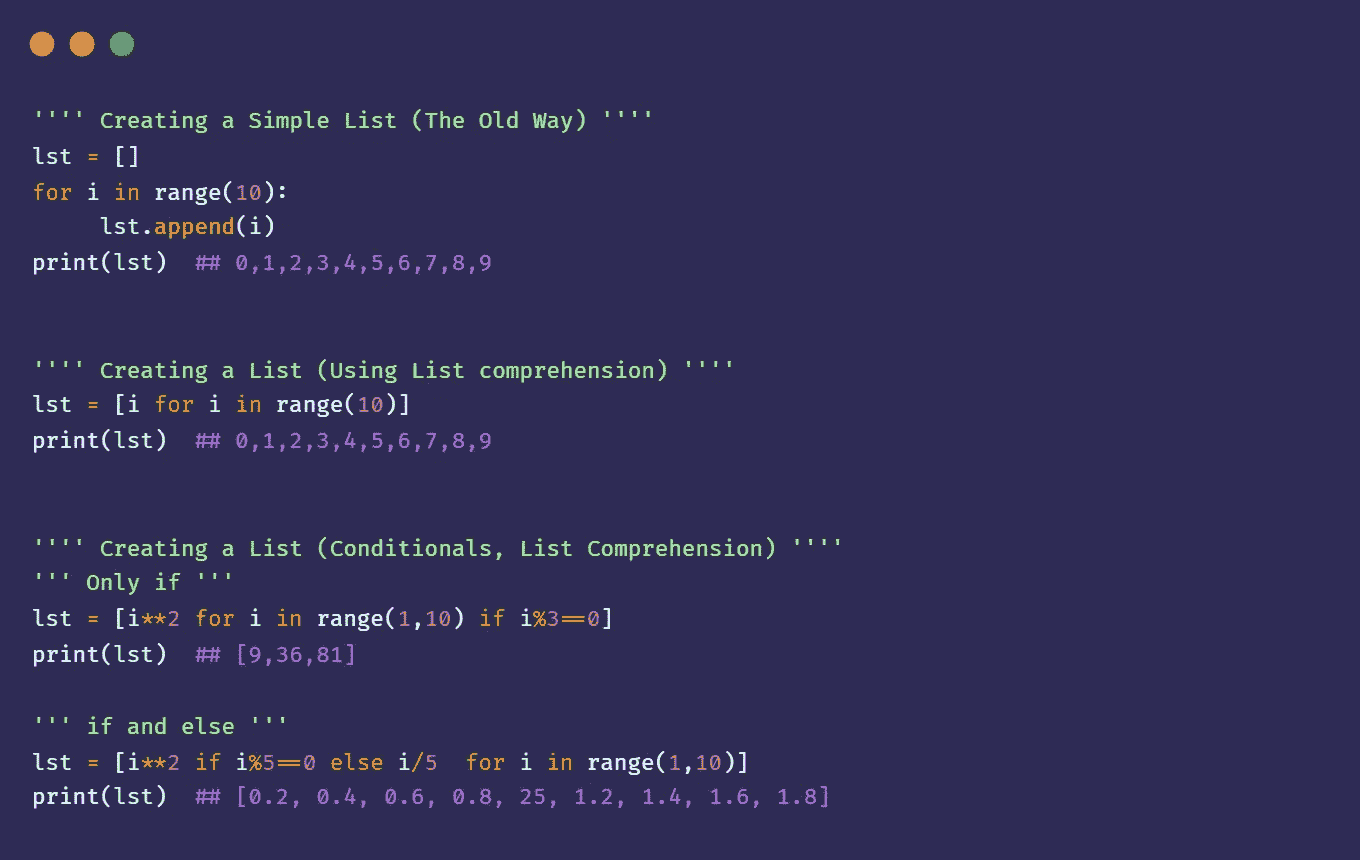 '''' Creating a Simple List (The Old Way) ''''
lst = []
for i in range(10):
     lst.append(i)
print(lst)  ## 0,1,2,3,4,5,6,7,8,9
'''' Creating a List (Using List comprehension) ''''
lst = [i for i in range(10)]
print(lst)  ## 0,1,2,3,4,5,6,7,8,9
'''' Creating a List (Conditionals, List Comprehension) ''''
''' Only if '''
lst = [i**2 for i in range(1,10) if i%3==0]
print(lst)  ## [9,36,81]
''' if and else '''
lst = [i**2 if i%5==0 else i/5  for i in range(1,10)]
print(lst)  ## [0.2, 0.4, 0.6, 0.8, 25, 1.2, 1.4, 1.6, 1.8]